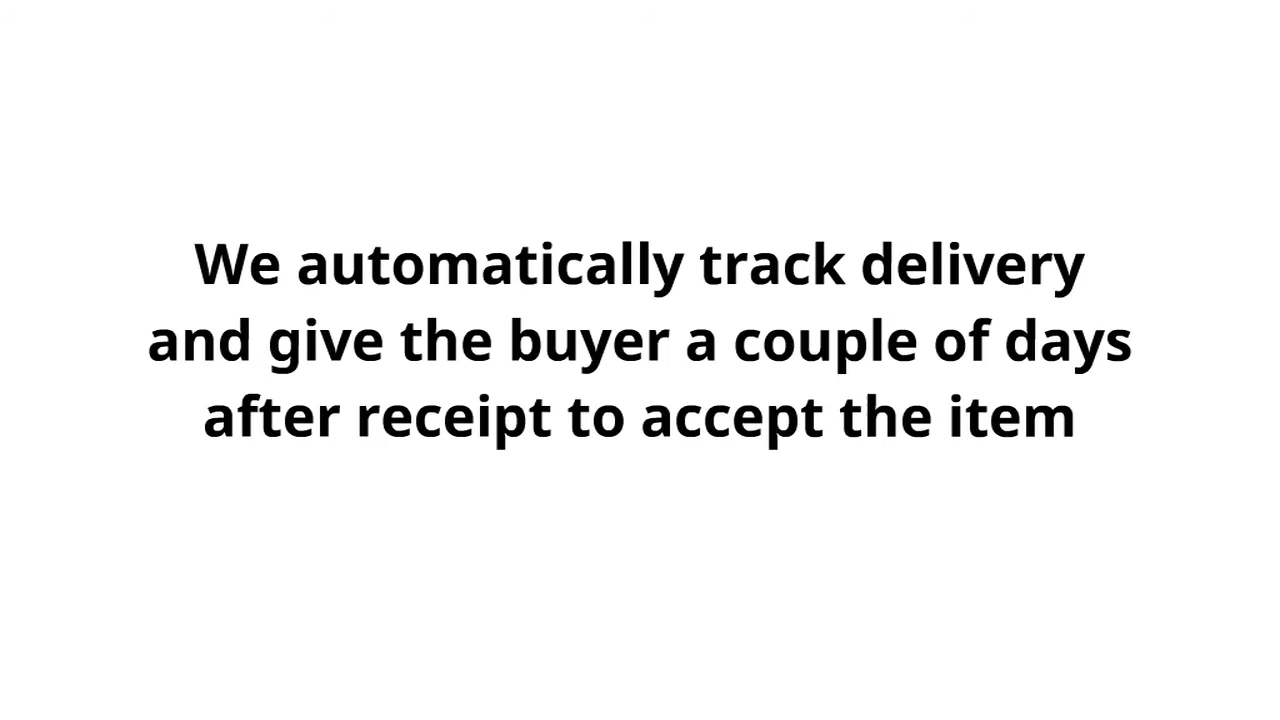 We automatically track delivery
and give the buyer a couple of days
after receipt to accept the item